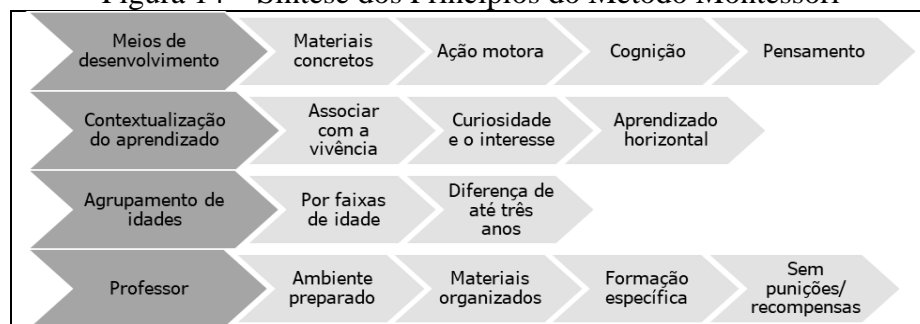 Figura 14 – Síntese dos Princípios do Método Montessori
Meios de
desenvolvimento
Materiais
concretos
Ação motora
Cognição
Pensamento
Contextualização
do aprendizado
Associar
com a
vivência
Curiosidade
e o interesse
Aprendizado
horizontal
Agrupamento de
idades
Por faixas
de idade
Diferença de
até três
anos
Professor
Ambiente
preparado
Materiais
organizados
Formação
específica
Sem
punições/
recompensas